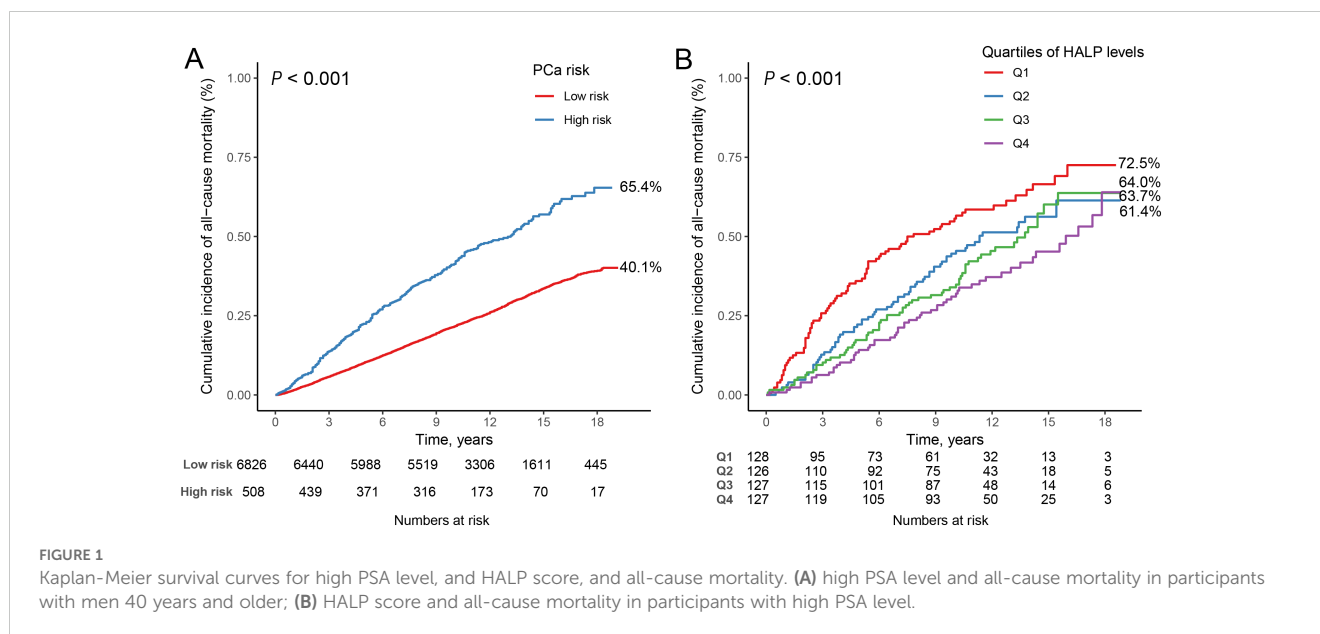 A
P < 0.001
PCa risk
Low risk
High risk
Cumulative incidence of all−cause mortality (%)
1.00
0.75
0.50
0.25
0.00
65.4%
40.1%
0 3 6 9 12 15 18
Time, years
Low risk 6826 6440 5988 5519 3306 1611 445
High risk 508 439 371 316 173 70 17
Numbers at risk
B
P < 0.001
Quartiles of HALP levels
Q1
Q2
Q3
Q4
Cumulative incidence of all−cause mortality (%)
1.00
0.75
0.50
0.25
0.00
72.5%
64.0%
63.7%
61.4%
0 3 6 9 12 15 18
Time, years
Q1 128 95 73 61 32 13 3
Q2 126 110 92 75 43 18 5
Q3 127 115 101 87 48 14 6
Q4 127 119 105 93 50 25 3
Numbers at risk
FIGURE 1
Kaplan-Meier survival curves for high PSA level, and HALP score, and all-cause mortality. (A) high PSA level and all-cause mortality in participants
with men 40 years and older; (B) HALP score and all-cause mortality in participants with high PSA level.